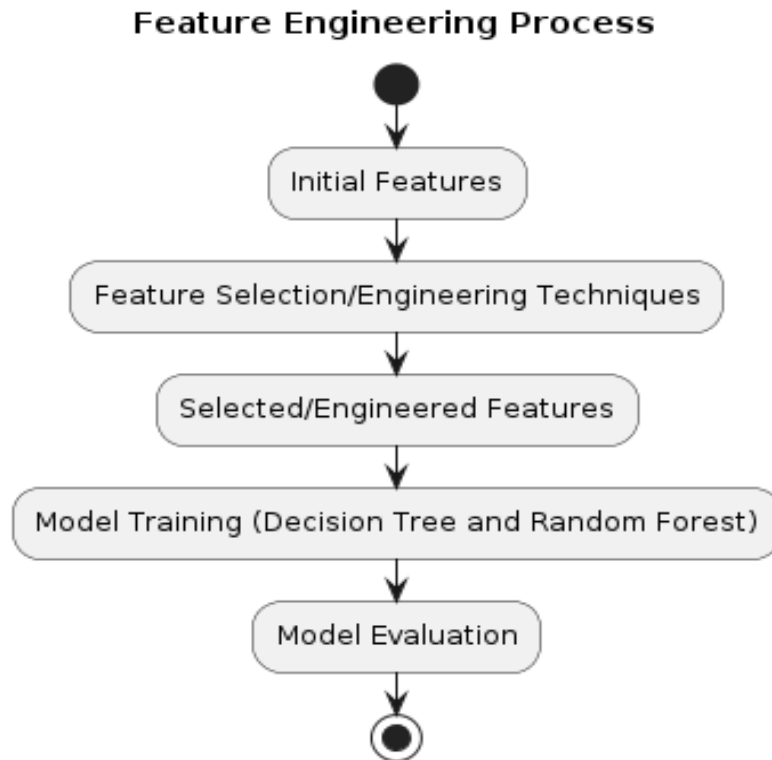 Feature Engineering Process
Initial Features
Feature Selection/Engineering Techniques
Selected/Engineered Features
Model Training (Decision Tree and Random Forest)
Model Evaluation